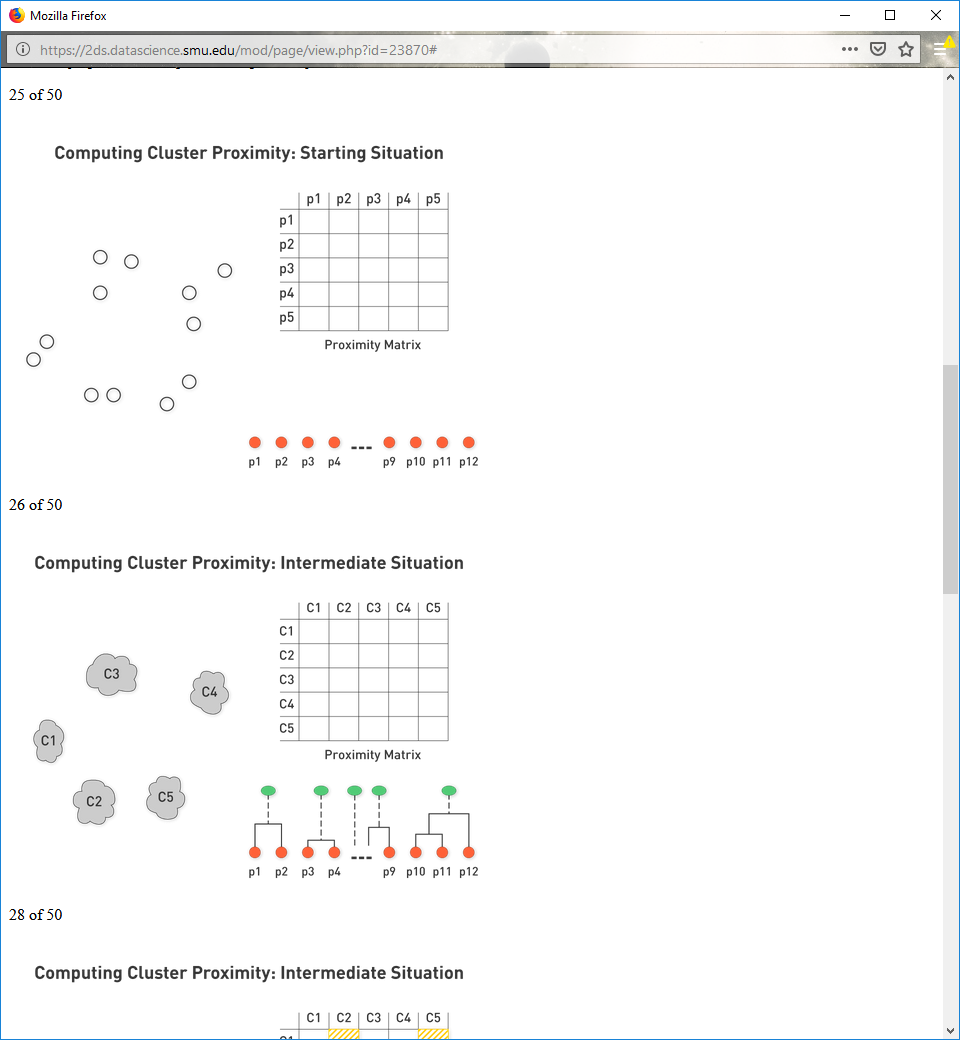 Mozilla Firefox
https://2ds.datascience.smu.edu/mod/page/view.php?id=23870#
25 of 50
Computing Cluster Proximity: Starting Situation
p1 p2 p3 p4 p5
p1
p2
p3
p4
p5
Proximity Matrix
p1 p2 p3 p4 --- p9 p10 p11 p12
26 of 50
Computing Cluster Proximity: Intermediate Situation
C1 C2 C3 C4 C5
C1
C2
C3
C4
C5
Proximity Matrix
C3
C4
C1
C2
C5
p1 p2 p3 p4 --- p9 p10 p11 p12
28 of 50
Computing Cluster Proximity: Intermediate Situation
C1 C2 C3 C4 C5